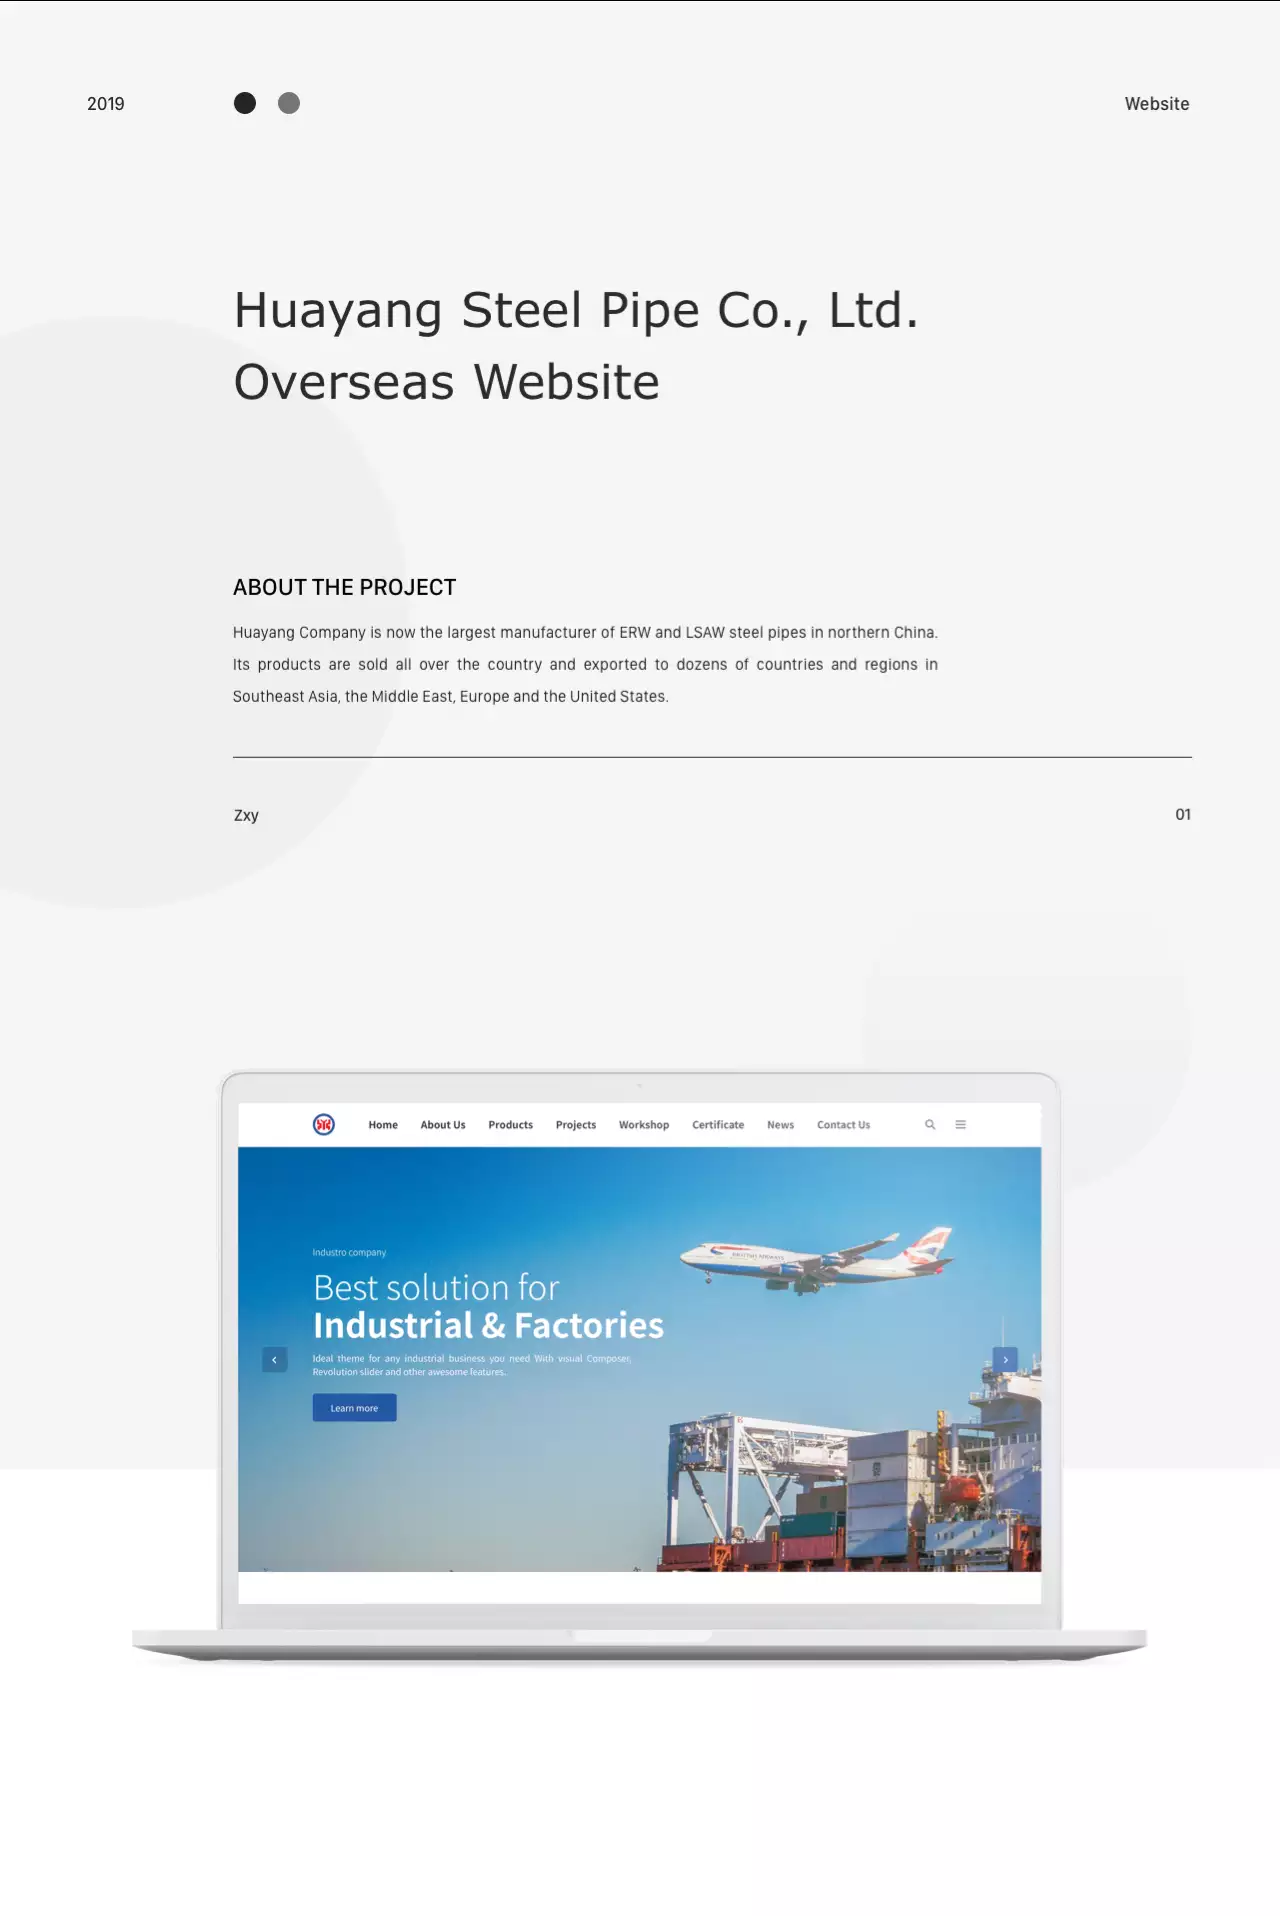 2019
Website
Huayang Steel Pipe Co., Ltd.
Overseas Website
ABOUT THE PROJECT
Huayang Company is now the largest manufacturer of ERW and LSAW steel pipes in northern China.
Its products are sold all over the country and exported to dozens of countries and regions in
Southeast Asia, the Middle East, Europe and the United States.
Zxy
01
Home About Us Products Projects Workshop Certificate News Contact Us
BRITISH AIRWAYS
Industro company
Best solution for
Industrial & Factories
Ideal theme for any industrial business you need With visual Composer,
Revolution slider and other awesome features.
Learn more